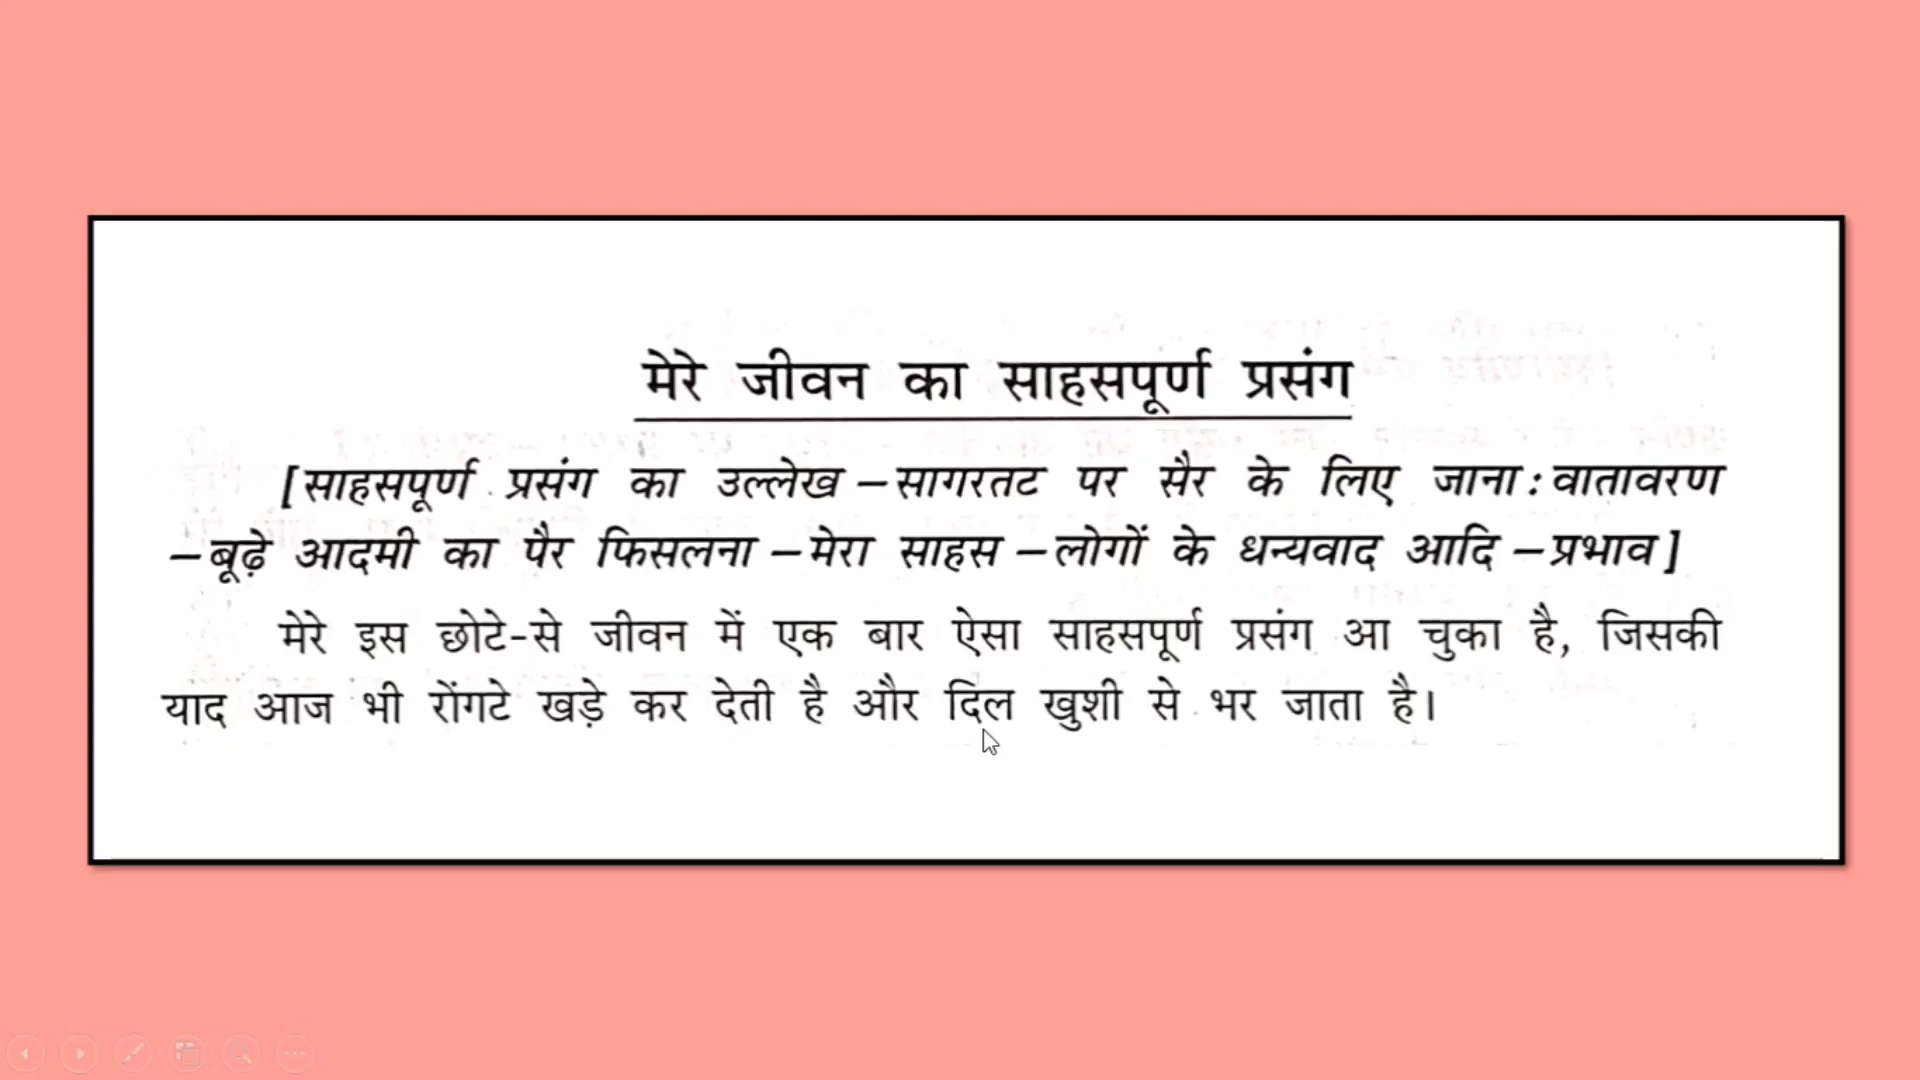 मेरे जीवन का साहसपूर्ण प्रसंग
[साहसपूर्ण प्रसंग का उल्लेख – सागरतट पर सैर के लिए जाना : वातावरण
– बूढ़े आदमी का पैर फिसलना – मेरा साहस – लोगों के धन्यवाद आदि – प्रभाव]
मेरे इस छोटे-से जीवन में एक बार ऐसा साहसपूर्ण प्रसंग आ चुका है, जिसकी
याद आज भी रोंगटे खड़े कर देती है और दिल खुशी से भर जाता है।